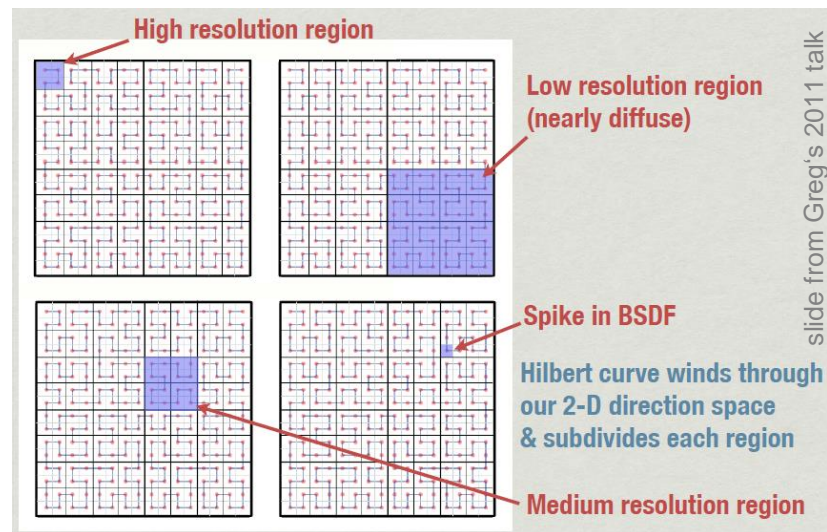 High resolution region
Low resolution region
(nearly diffuse)
Spike in BSDF
Hilbert curve winds through
our 2-D direction space
& subdivides each region
Medium resolution region
slide from Greg's 2011 talk